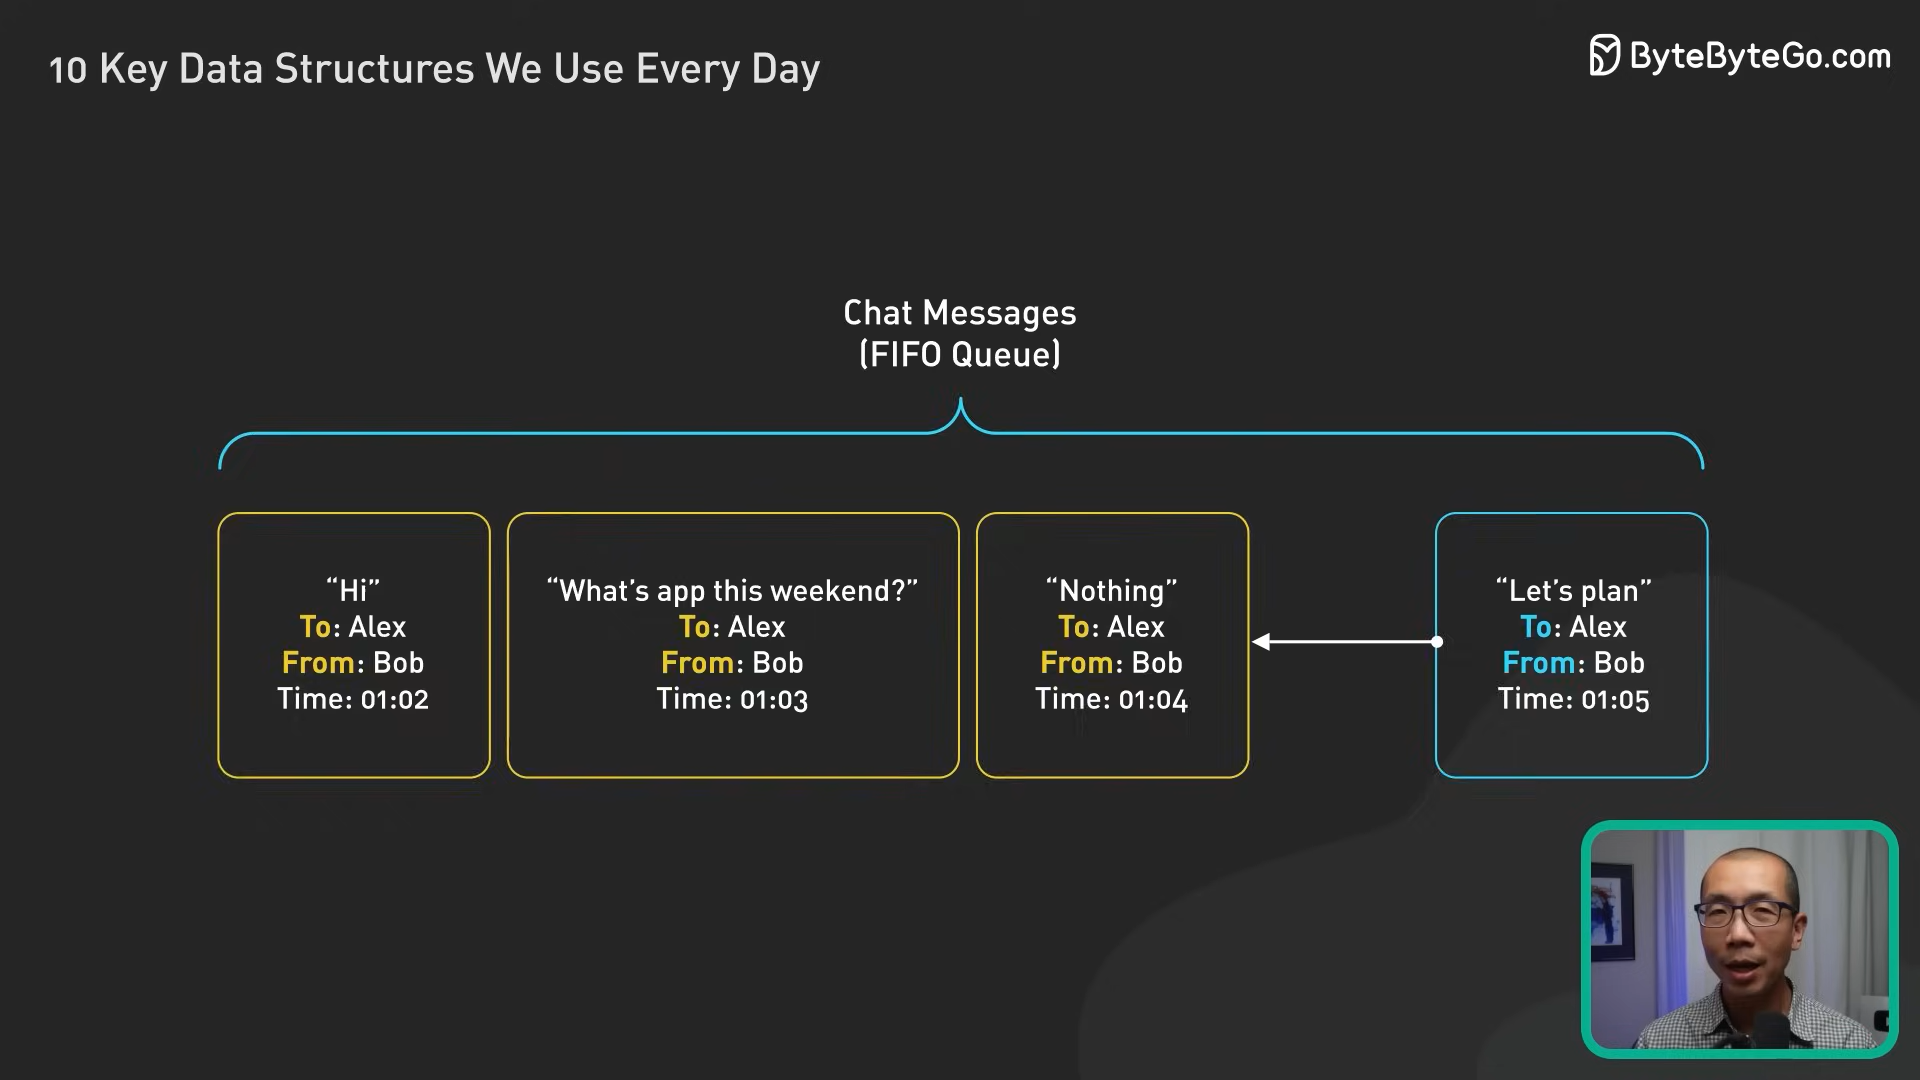 10 Key Data Structures We Use Every Day
ByteByteGo.com
Chat Messages
(FIFO Queue)
“Hi”
To: Alex
From: Bob
Time: 01:02
“What’s app this weekend?”
To: Alex
From: Bob
Time: 01:03
“Nothing”
To: Alex
From: Bob
Time: 01:04
“Let’s plan”
To: Alex
From: Bob
Time: 01:05